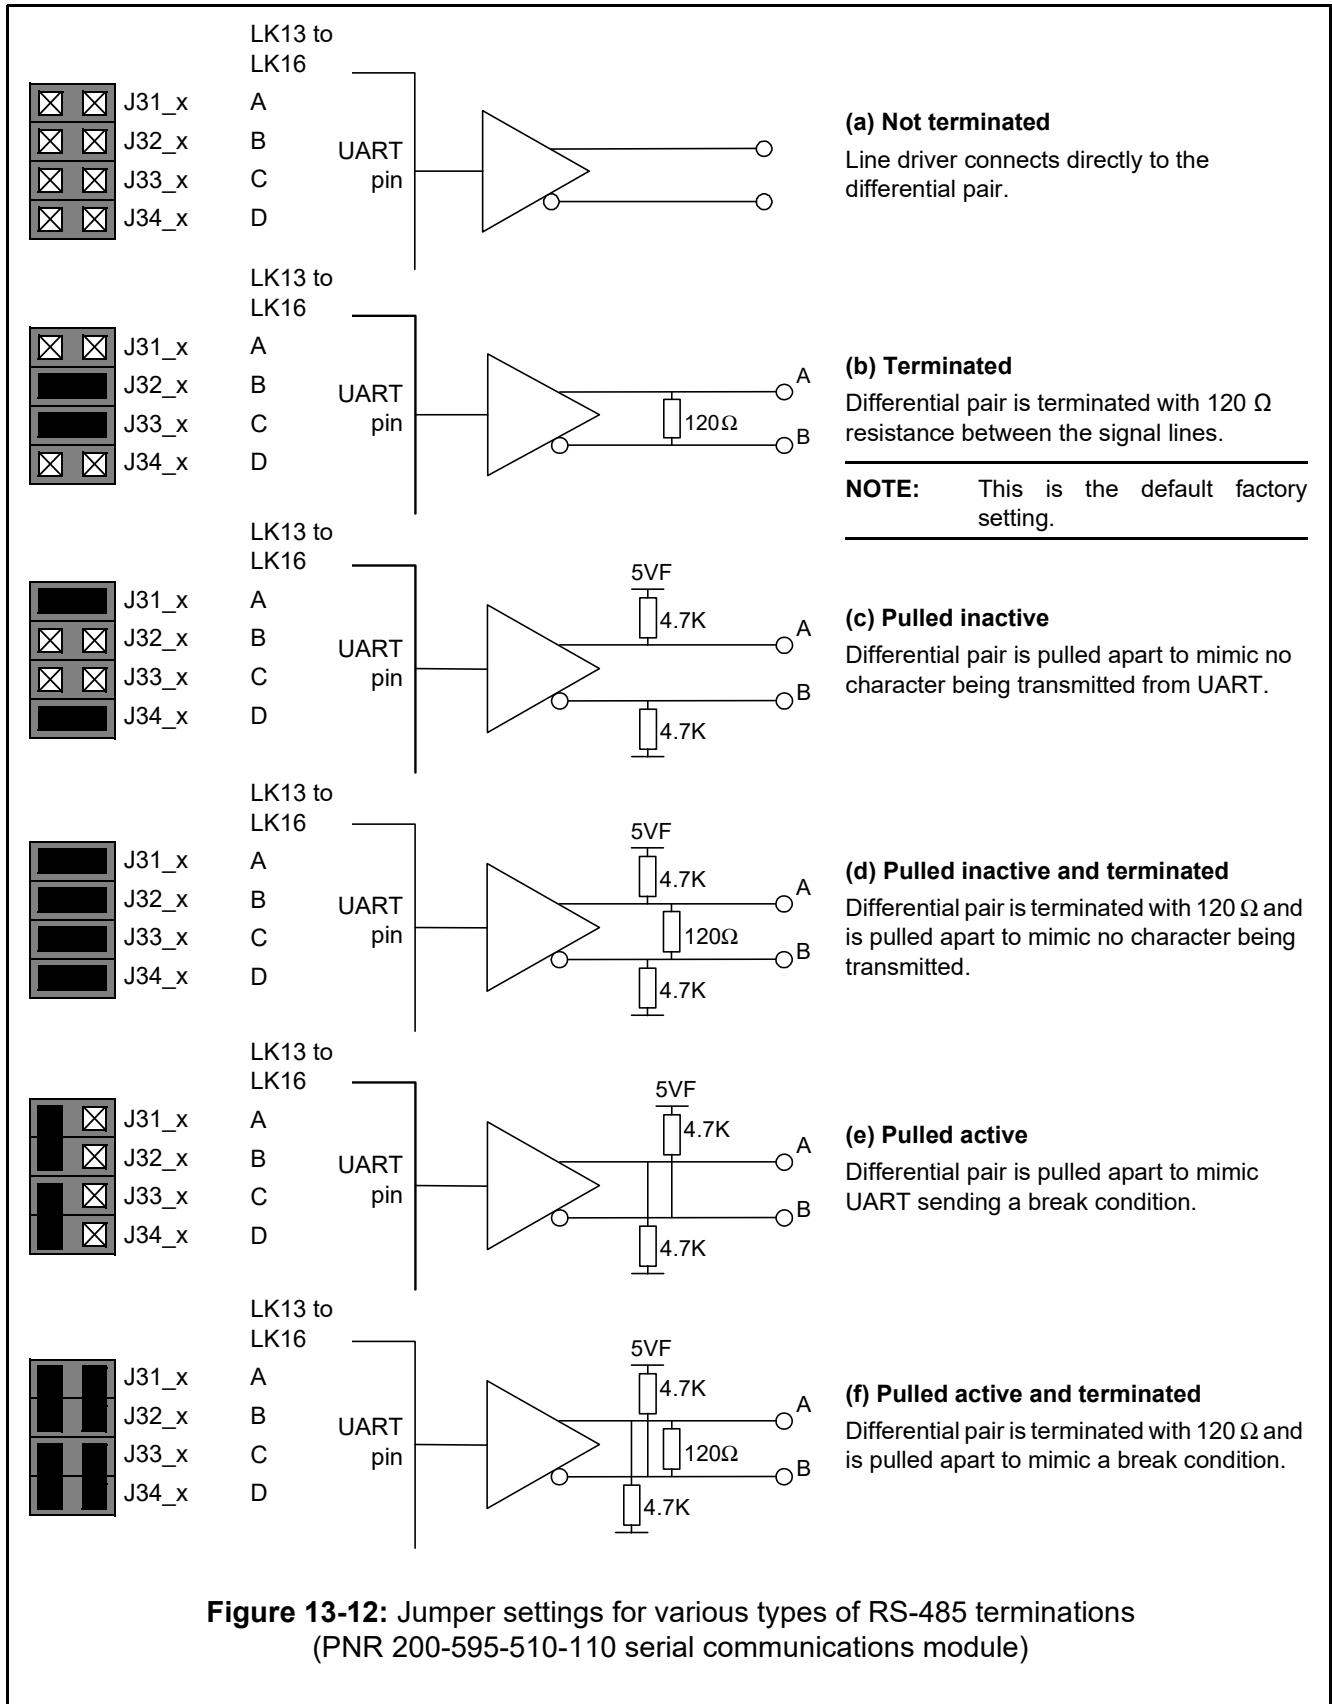 LK13 to
LK16
J31_x A
J32_x B
J33_x C
J34_x D
UART
pin
(a) Not terminated
Line driver connects directly to the
differential pair.
LK13 to
LK16
J31_x A
J32_x B
J33_x C
J34_x D
UART
pin
120Ω
A
B
(b) Terminated
Differential pair is terminated with 120 Ω
resistance between the signal lines.
NOTE: This is the default factory
setting.
LK13 to
LK16
J31_x A
J32_x B
J33_x C
J34_x D
UART
pin
5VF
4.7K
A
B
4.7K
(c) Pulled inactive
Differential pair is pulled apart to mimic no
character being transmitted from UART.
LK13 to
LK16
J31_x A
J32_x B
J33_x C
J34_x D
UART
pin
5VF
4.7K
A
120Ω
B
4.7K
(d) Pulled inactive and terminated
Differential pair is terminated with 120 Ω and
is pulled apart to mimic no character being
transmitted.
LK13 to
LK16
J31_x A
J32_x B
J33_x C
J34_x D
UART
pin
5VF
4.7K
A
B
4.7K
(e) Pulled active
Differential pair is pulled apart to mimic
UART sending a break condition.
LK13 to
LK16
J31_x A
J32_x B
J33_x C
J34_x D
UART
pin
5VF
4.7K
A
120Ω
B
4.7K
(f) Pulled active and terminated
Differential pair is terminated with 120 Ω and
is pulled apart to mimic a break condition.
Figure 13-12: Jumper settings for various types of RS-485 terminations
(PNR 200-595-510-110 serial communications module)